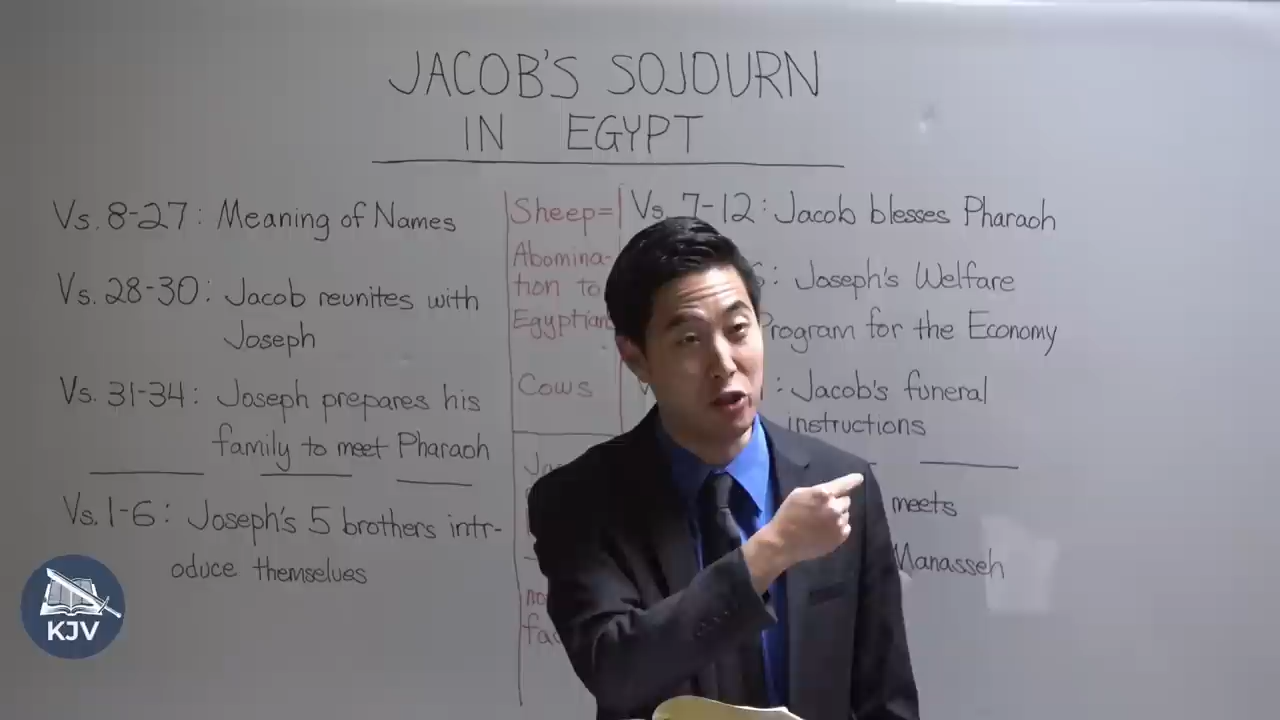 JACOB'S SOJOURN
IN EGYPT
Vs. 8-27: Meaning of Names
Vs. 28-30: Jacob reunites with
Joseph
Vs. 31-34: Joseph prepares his
family to meet Pharaoh
Vs. 1-6: Joseph's 5 brothers intr-
oduce themselves
Sheep=
Abomina-
tion to
Egyptian
Cows
Vs. 7-12: Jacob blesses Pharaoh
: Joseph's Welfare
Program for the Economy
: Jacob's funeral
instructions
meets
Manasseh
KJV